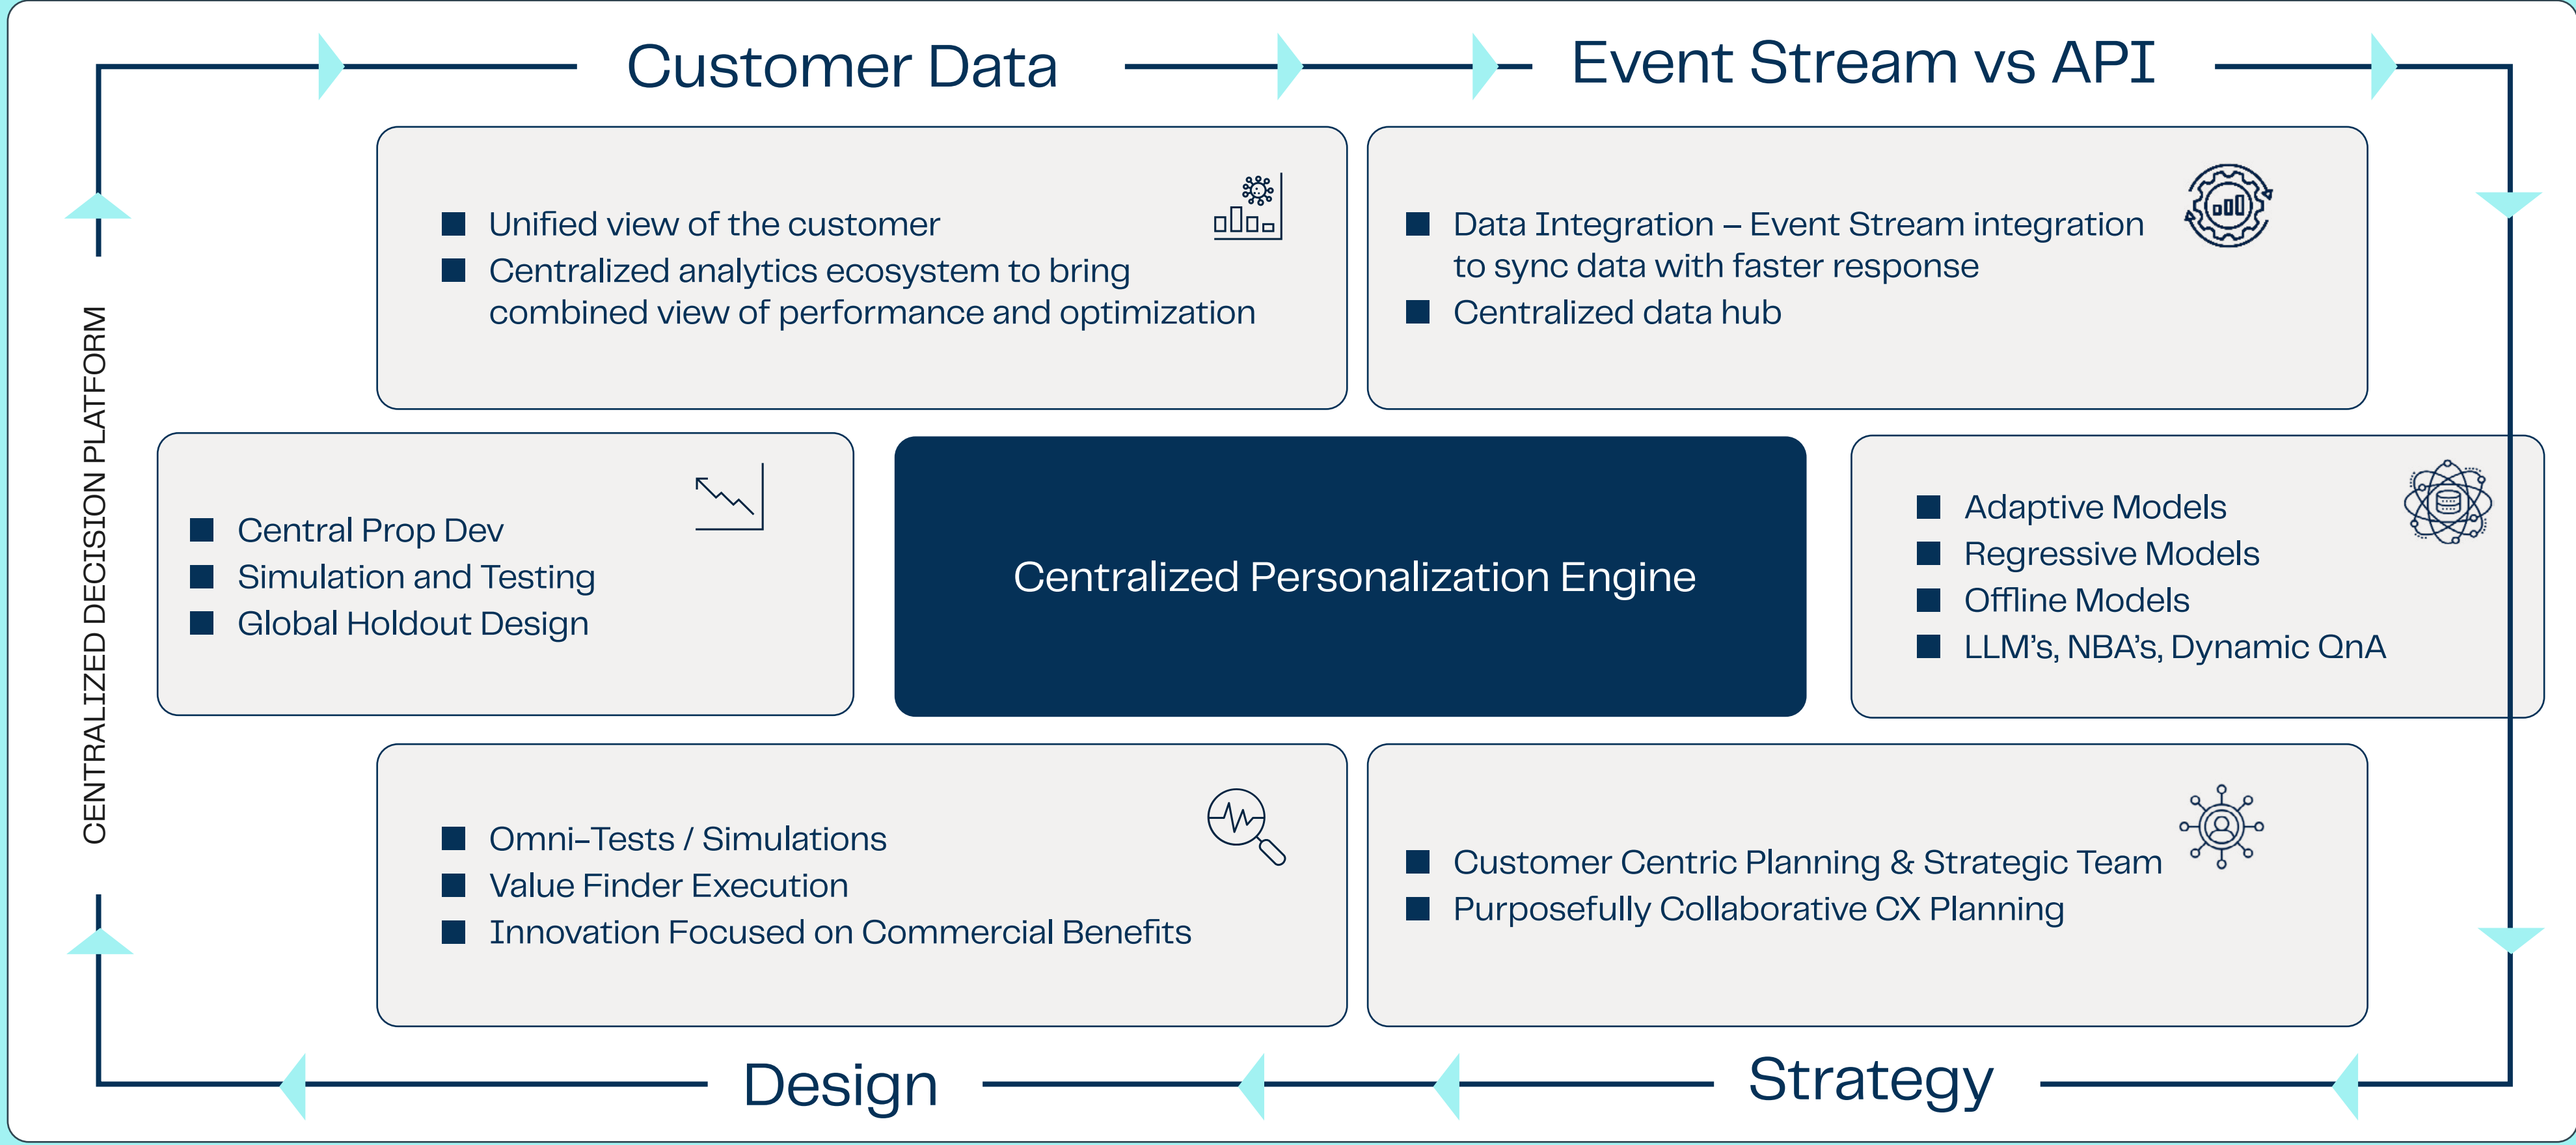 Customer Data
Event Stream vs API
Unified view of the customer
Centralized analytics ecosystem to bring
combined view of performance and optimization
Data Integration – Event Stream integration
to sync data with faster response
Centralized data hub
CENTRALIZED DECISION PLATFORM
Central Prop Dev
Simulation and Testing
Global Holdout Design
Centralized Personalization Engine
Adaptive Models
Regressive Models
Offline Models
LLM’s, NBA’s, Dynamic QnA
Omni-Tests / Simulations
Value Finder Execution
Innovation Focused on Commercial Benefits
Customer Centric Planning & Strategic Team
Purposefully Collaborative CX Planning
Design
Strategy